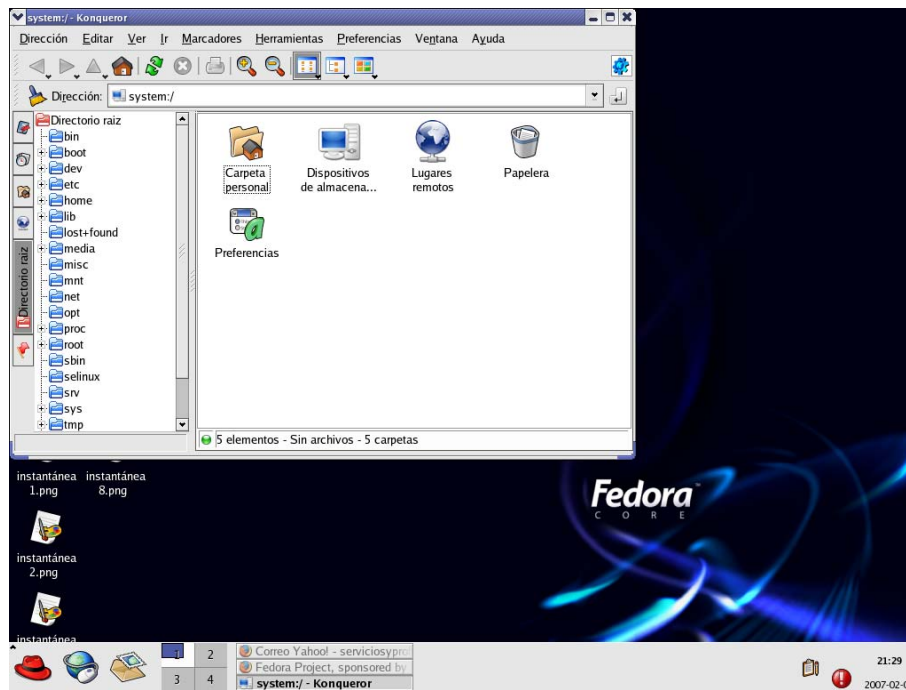 system:/ - Konqueror
Dirección Editar Ver Ir Marcadores Herramientas Preferencias Ventana Ayuda
Dirección: system:/
Directorio raiz
Directorio raiz
bin
boot
dev
etc
home
lib
lost+found
media
misc
mnt
net
opt
proc
root
sbin
selinux
srv
sys
tmp
Carpeta
personal
Dispositivos
de almacena...
Lugares
remotos
Papelera
Preferencias
5 elementos - Sin archivos - 5 carpetas
instantánea
1.png
instantánea
8.png
instantánea
2.png
instantánea
Fedora
CORE
1 2
3 4
Correo Yahoo! - serviciosypro
Fedora Project, sponsored by
system:/ - Konqueror
21:29
2007-02-0